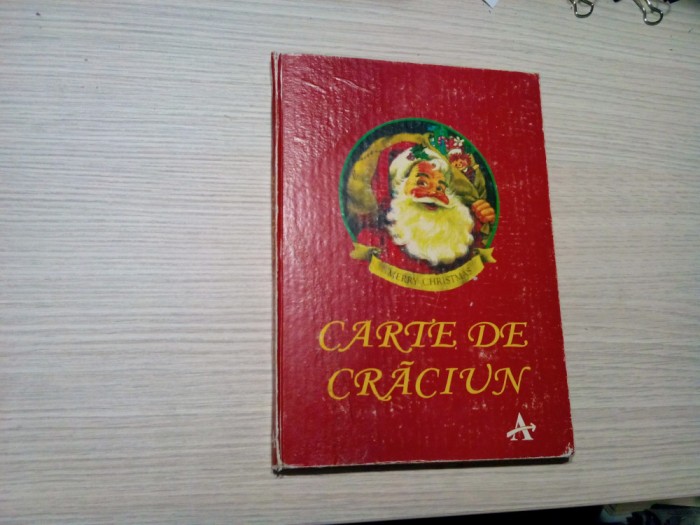 MERRY CHRISTMAS
CARTE DE
CRĂCIUN
A